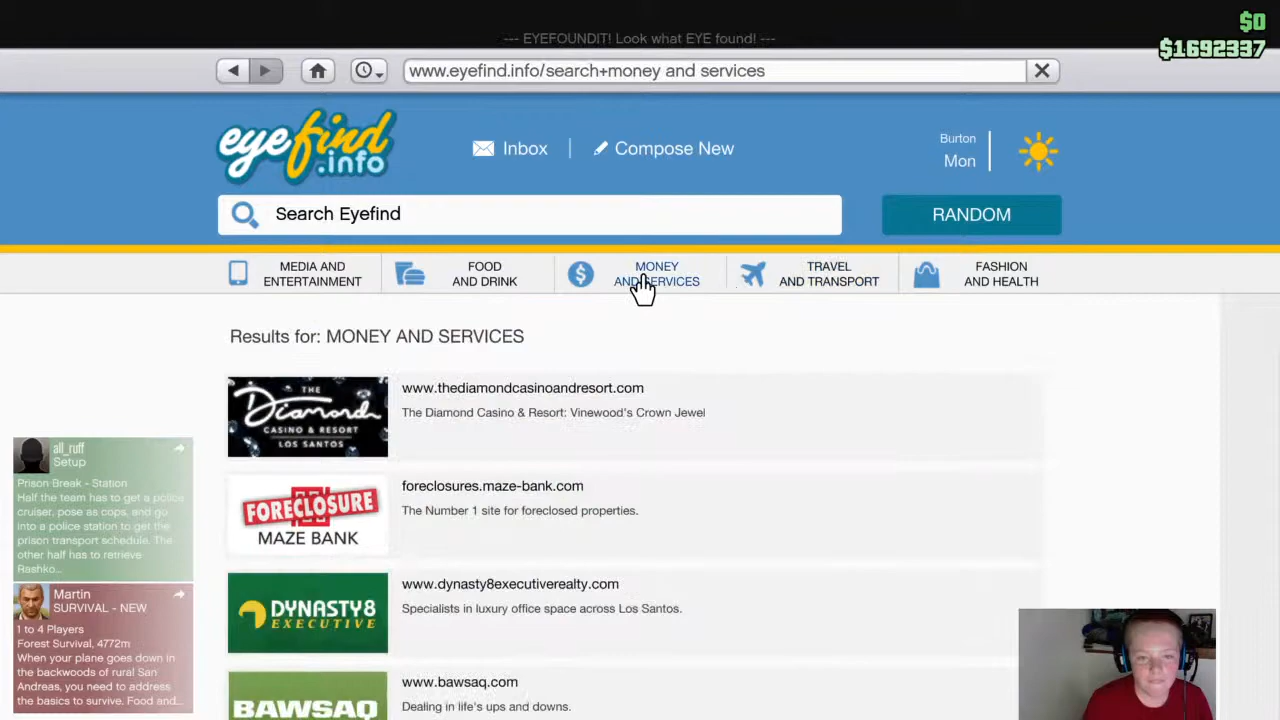 $0
$1692337
--- EYEFOUNDIT! Look what EYE found! ---
www.eyefind.info/search+money and services
eyefind.info
Inbox
Compose New
Burton
Mon
Search Eyefind
RANDOM
MEDIA AND
ENTERTAINMENT
FOOD
AND DRINK
MONEY
AND SERVICES
TRAVEL
AND TRANSPORT
FASHION
AND HEALTH
Results for: MONEY AND SERVICES
THE
Diamond
CASINO & RESORT
LOS SANTOS
www.thediamondcasinoandresort.com
The Diamond Casino & Resort: Vinewood's Crown Jewel
FORECLOSURE
MAZE BANK
foreclosures.maze-bank.com
The Number 1 site for foreclosed properties.
DYNASTY8
EXECUTIVE
www.dynasty8executiverealty.com
Specialists in luxury office space across Los Santos.
BAWSAQ
www.bawsaq.com
Dealing in life's ups and downs.
all_ruff
Setup
Prison Break - Station
Half the team has to get a police
cruiser, pose as cops, and go
into a police station to get the
prison transport schedule. The
other half has to retrieve
Rashko...
Martin
SURVIVAL - NEW
1 to 4 Players
Forest Survival, 4772m
When your plane goes down in
the backwoods of rural San
Andreas, you need to address
the basics to survive. Food and...